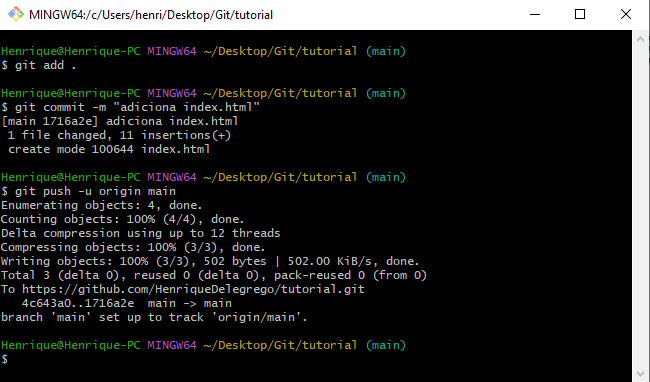 MINGW64:/c/Users/henri/Desktop/Git/tutorial
Henrique@Henrique-PC MINGW64 ~/Desktop/Git/tutorial (main)
$ git add .
Henrique@Henrique-PC MINGW64 ~/Desktop/Git/tutorial (main)
$ git commit -m "adiciona index.html"
[main 1716a2e] adiciona index.html
 1 file changed, 11 insertions(+)
 create mode 100644 index.html
Henrique@Henrique-PC MINGW64 ~/Desktop/Git/tutorial (main)
$ git push -u origin main
Enumerating objects: 4, done.
Counting objects: 100% (4/4), done.
Delta compression using up to 12 threads
Compressing objects: 100% (3/3), done.
Writing objects: 100% (3/3), 502 bytes | 502.00 KiB/s, done.
Total 3 (delta 0), reused 0 (delta 0), pack-reused 0 (from 0)
To https://github.com/HenriqueDelegrego/tutorial.git
   4c643a0..1716a2e  main -> main
branch 'main' set up to track 'origin/main'.
Henrique@Henrique-PC MINGW64 ~/Desktop/Git/tutorial (main)
$